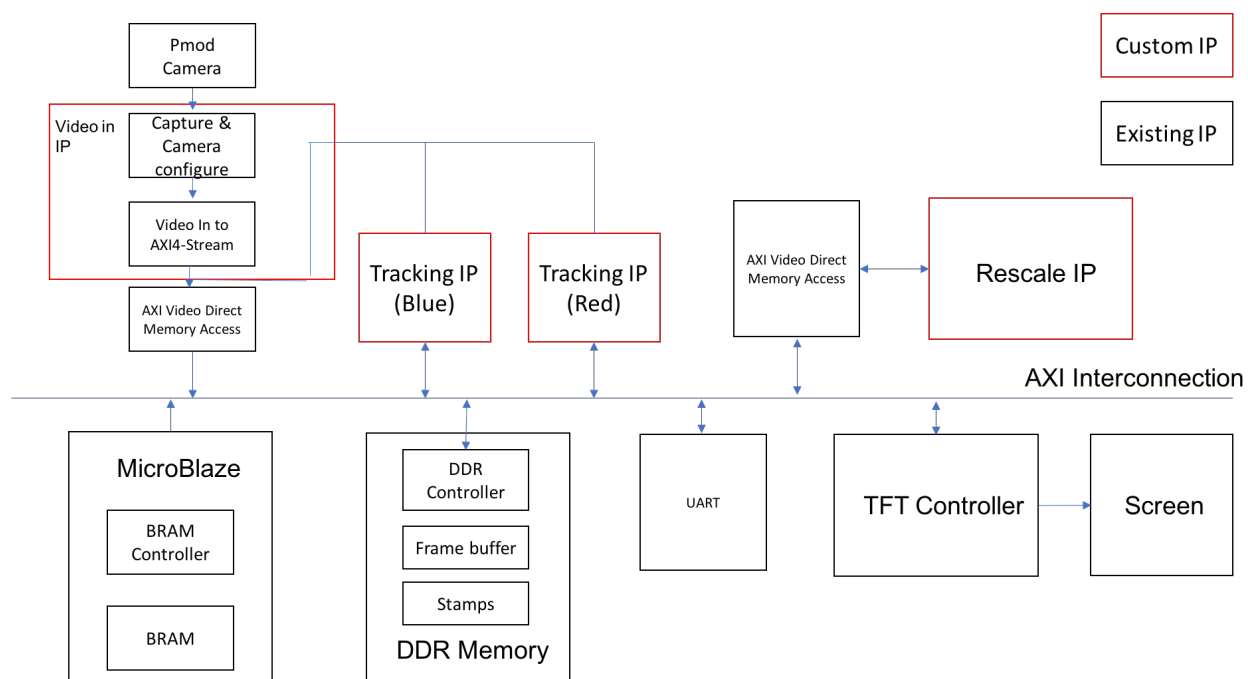 Pmod
Camera
Custom IP
Video in
IP
Capture &
Camera
configure
Existing IP
Video In to
AXI4-Stream
Tracking IP
(Blue)
Tracking IP
(Red)
AXI Video Direct
Memory Access
Rescale IP
AXI Video Direct
Memory Access
AXI Interconnection
MicroBlaze
BRAM
Controller
BRAM
DDR
Controller
Frame buffer
Stamps
DDR Memory
UART
TFT Controller
Screen